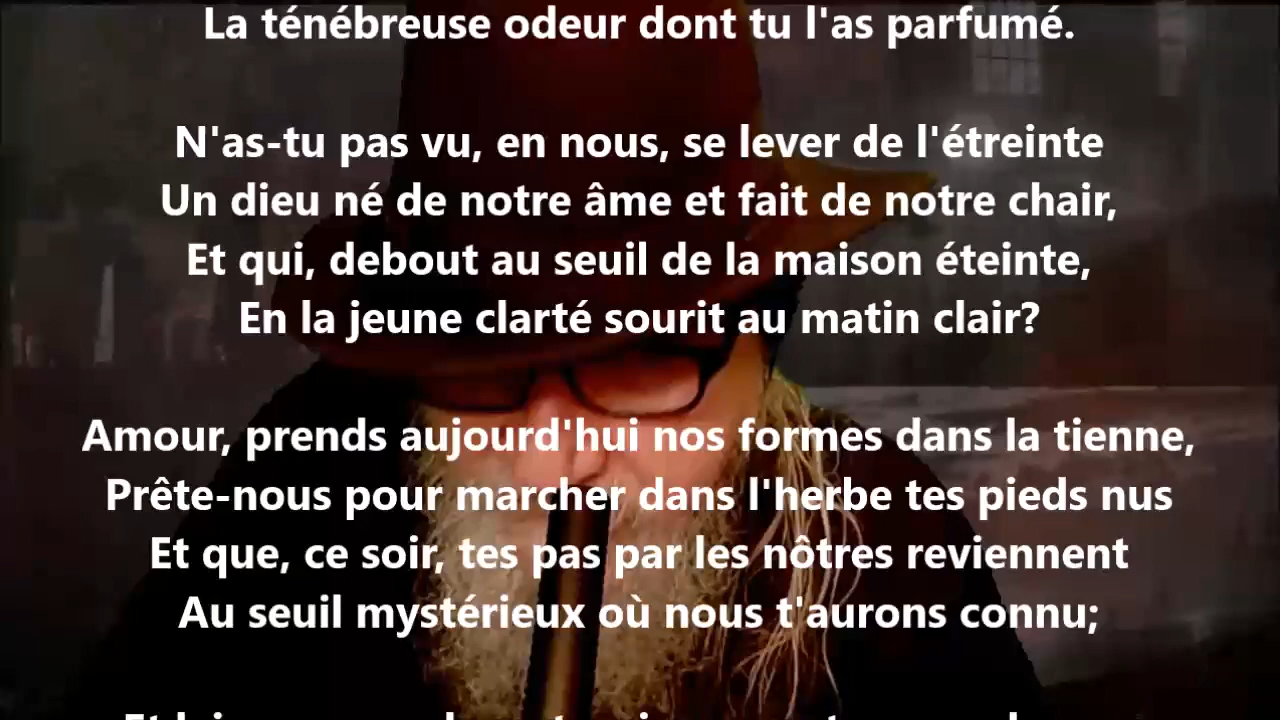 La ténébreuse odeur dont tu l'as parfumé.
N'as-tu pas vu, en nous, se lever de l'étreinte
Un dieu né de notre âme et fait de notre chair,
Et qui, debout au seuil de la maison éteinte,
En la jeune clarté sourit au matin clair?
Amour, prends aujourd'hui nos formes dans la tienne,
Prête-nous pour marcher dans l'herbe tes pieds nus
Et que, ce soir, tes pas par les nôtres reviennent
Au seuil mystérieux où nous t'aurons connu;